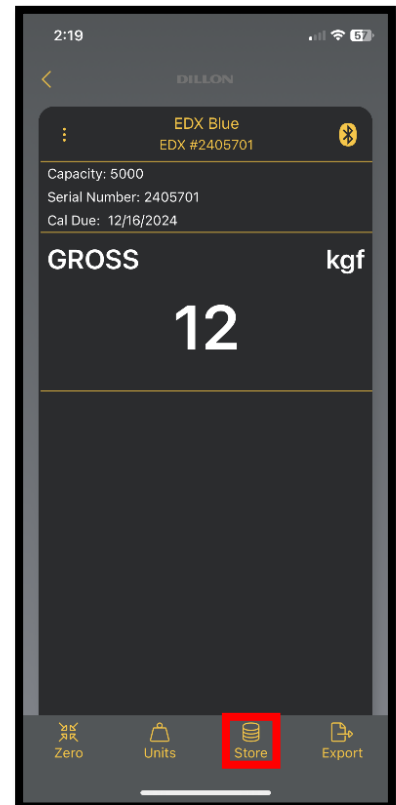 2:19
57
DILLON
EDX Blue
EDX #2405701
Capacity: 5000
Serial Number: 2405701
Cal Due: 12/16/2024
GROSS kgf
12
Zero Units Store Export